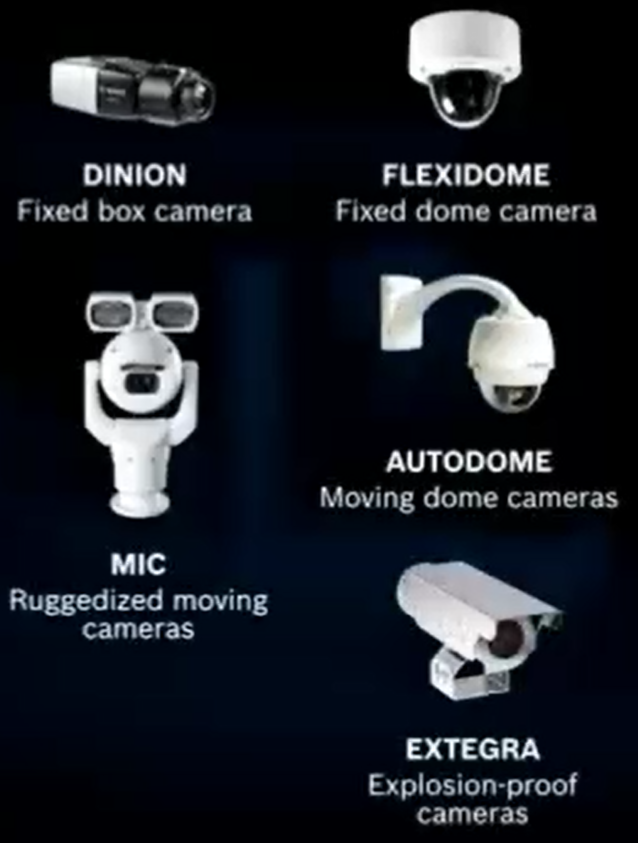 DINION
Fixed box camera
FLEXIDOME
Fixed dome camera
MIC
Ruggedized moving
cameras
AUTODOME
Moving dome cameras
EXTEGRA
Explosion-proof
cameras